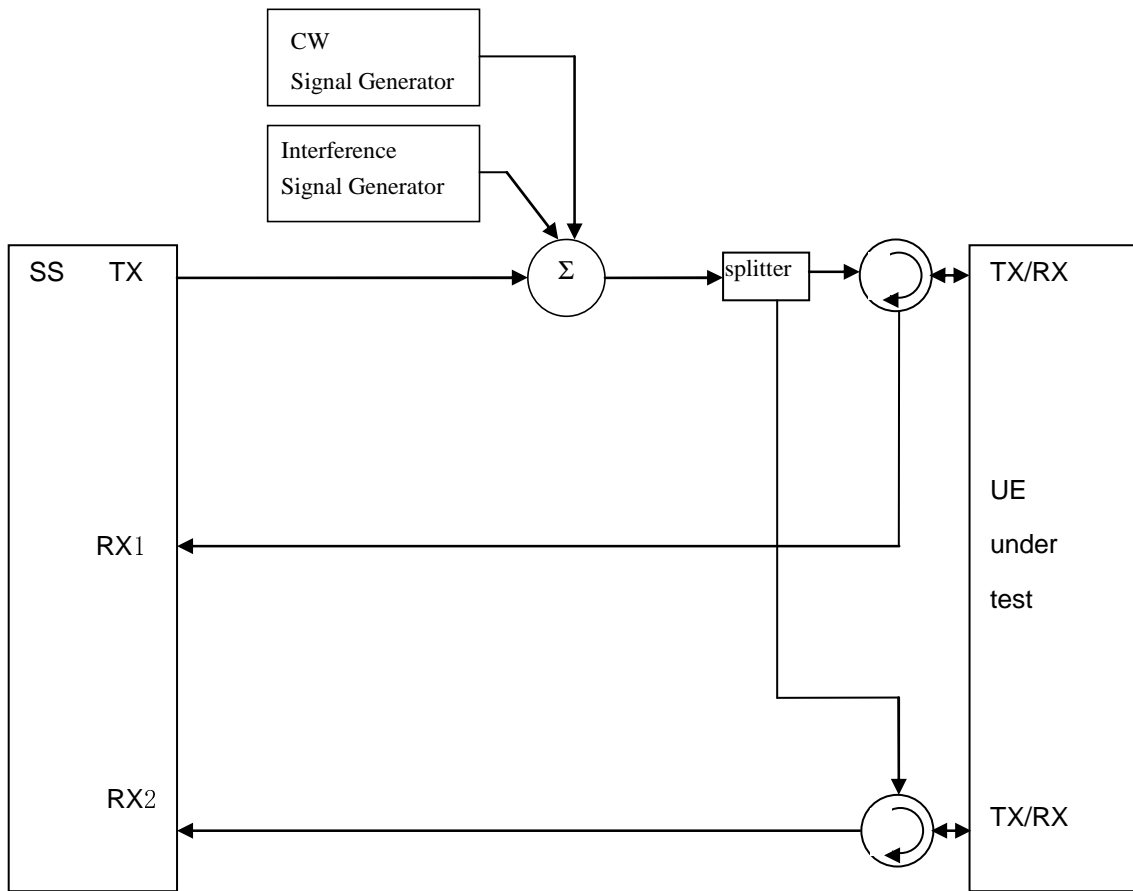 CW
Signal Generator
Interference
Signal Generator
SS TX
Σ
splitter
TX/RX
RX1
UE
under
test
RX2
TX/RX